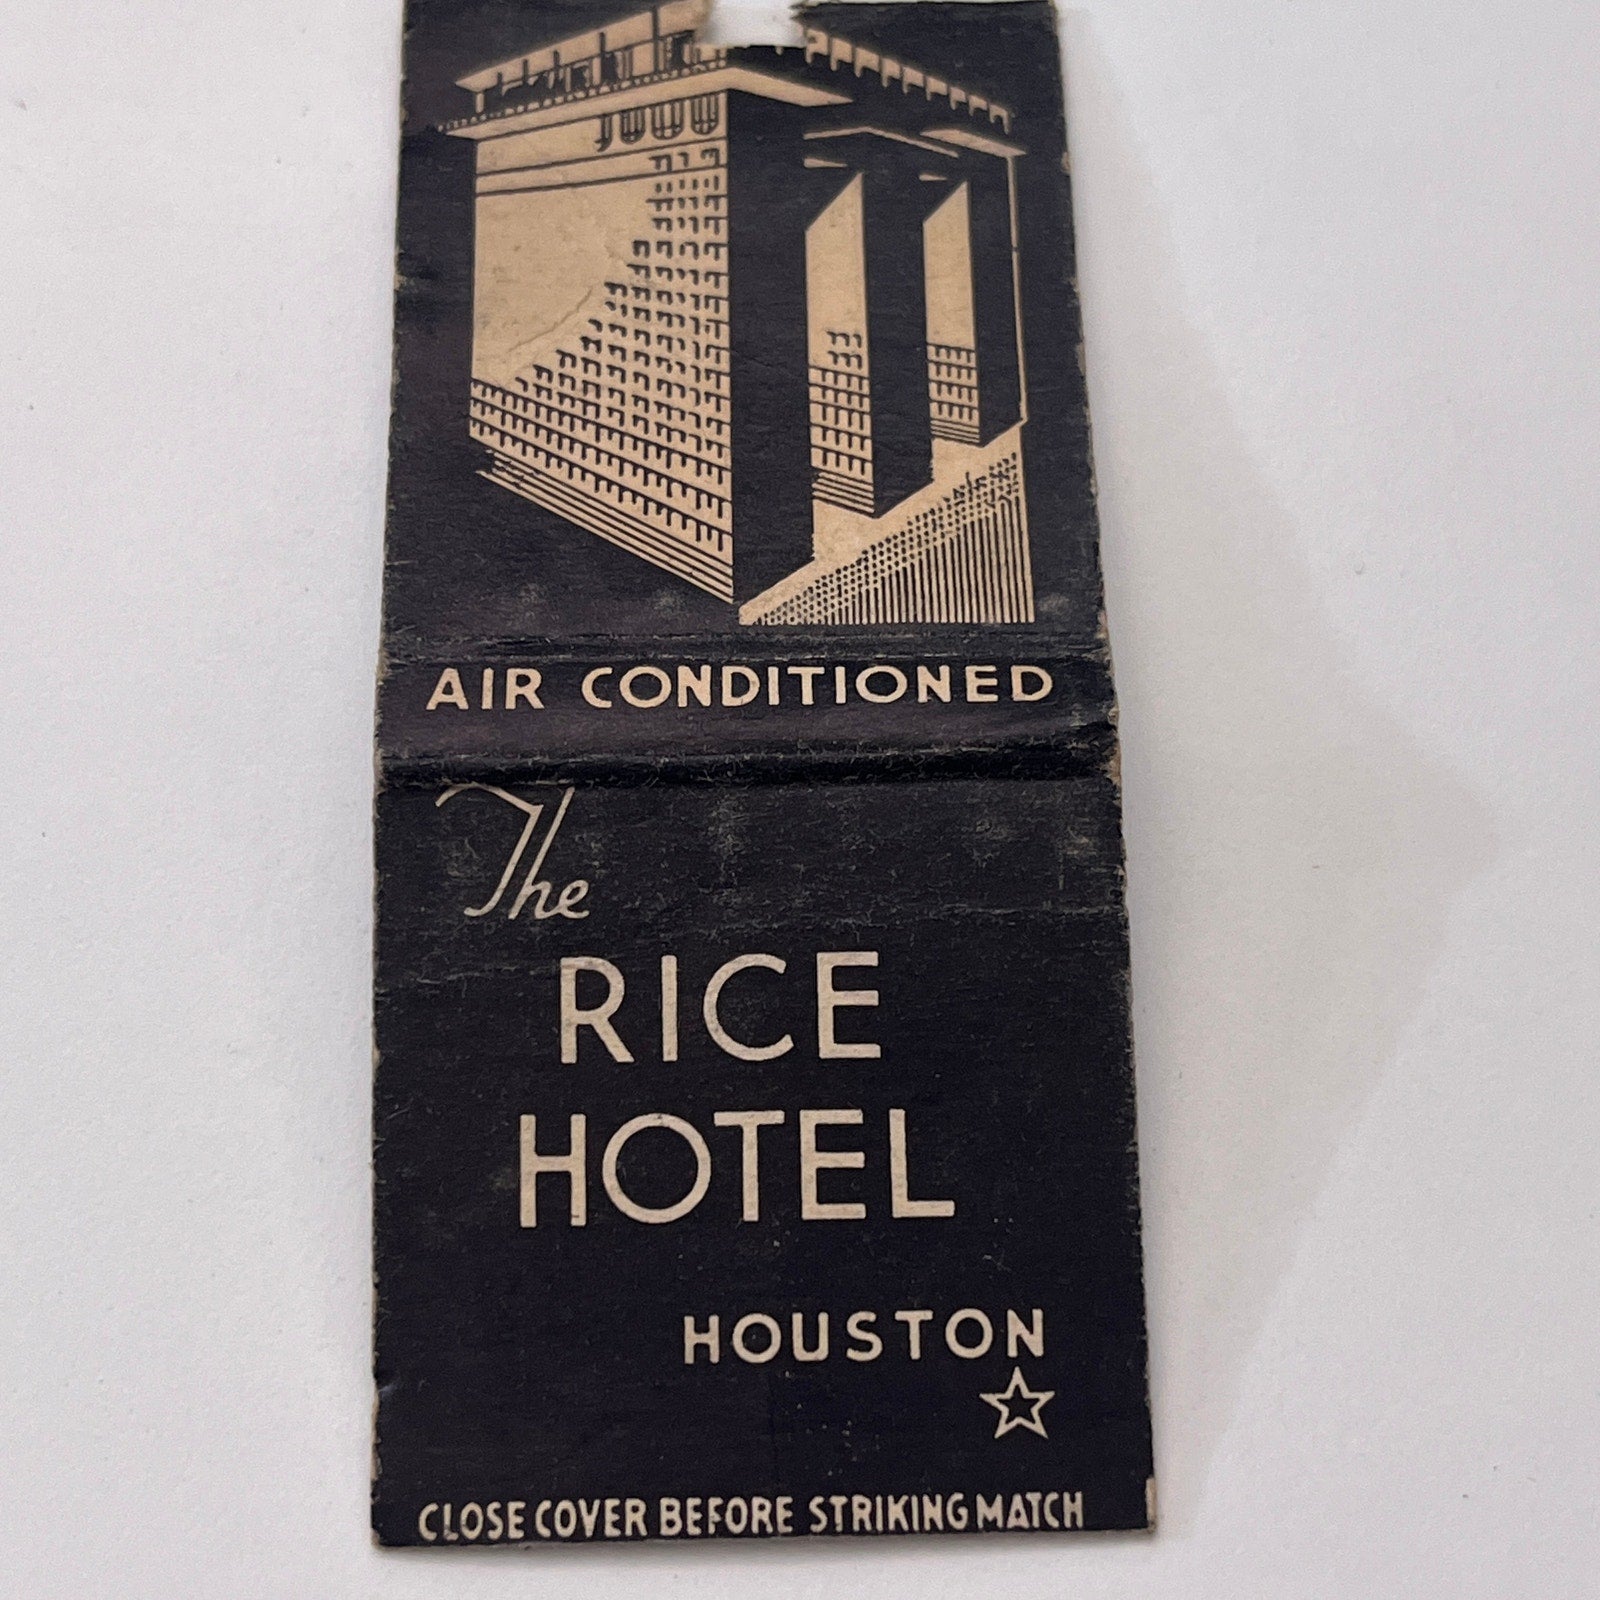 AIR CONDITIONED
The
RICE
HOTEL
HOUSTON
CLOSE COVER BEFORE STRIKING MATCH